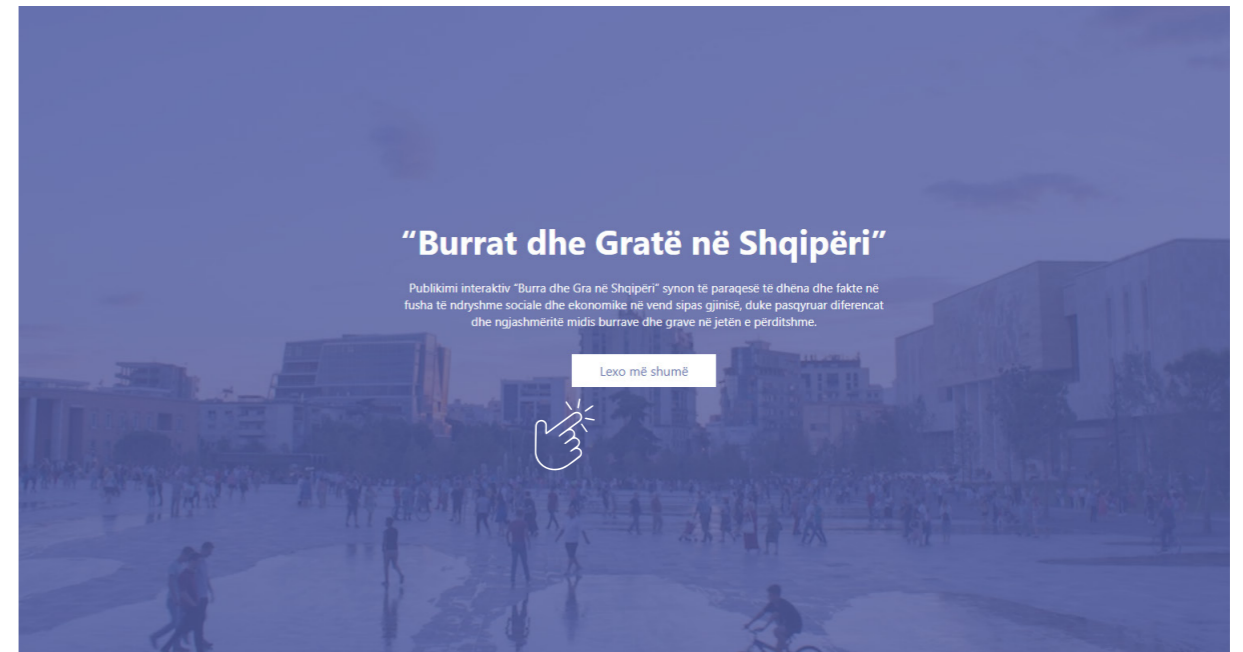 “Burrat dhe Gratë në Shqipëri”
Publikimi interaktiv “Burra dhe Gra në Shqipëri” synon të paraqesë të dhëna dhe fakte në
fusha të ndryshme sociale dhe ekonomike në vend sipas gjinisë, duke pasqyruar diferencat
dhe ngjashmëritë midis burrave dhe grave në jetën e përditshme.
Lexo më shumë